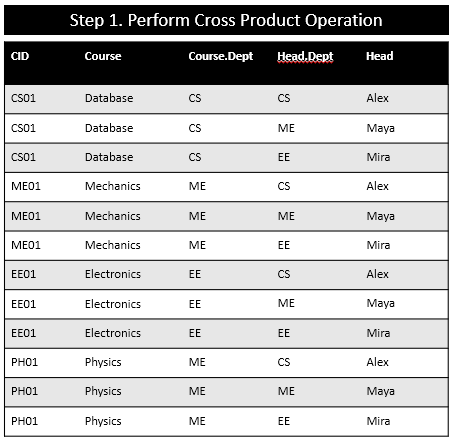 Step 1. Perform Cross Product Operation
CID Course Course.Dept Head.Dept Head
CS01 Database CS CS Alex
CS01 Database CS ME Maya
CS01 Database CS EE Mira
ME01 Mechanics ME CS Alex
ME01 Mechanics ME ME Maya
ME01 Mechanics ME EE Mira
EE01 Electronics EE CS Alex
EE01 Electronics EE ME Maya
EE01 Electronics EE EE Mira
PH01 Physics ME CS Alex
PH01 Physics ME ME Maya
PH01 Physics ME EE Mira